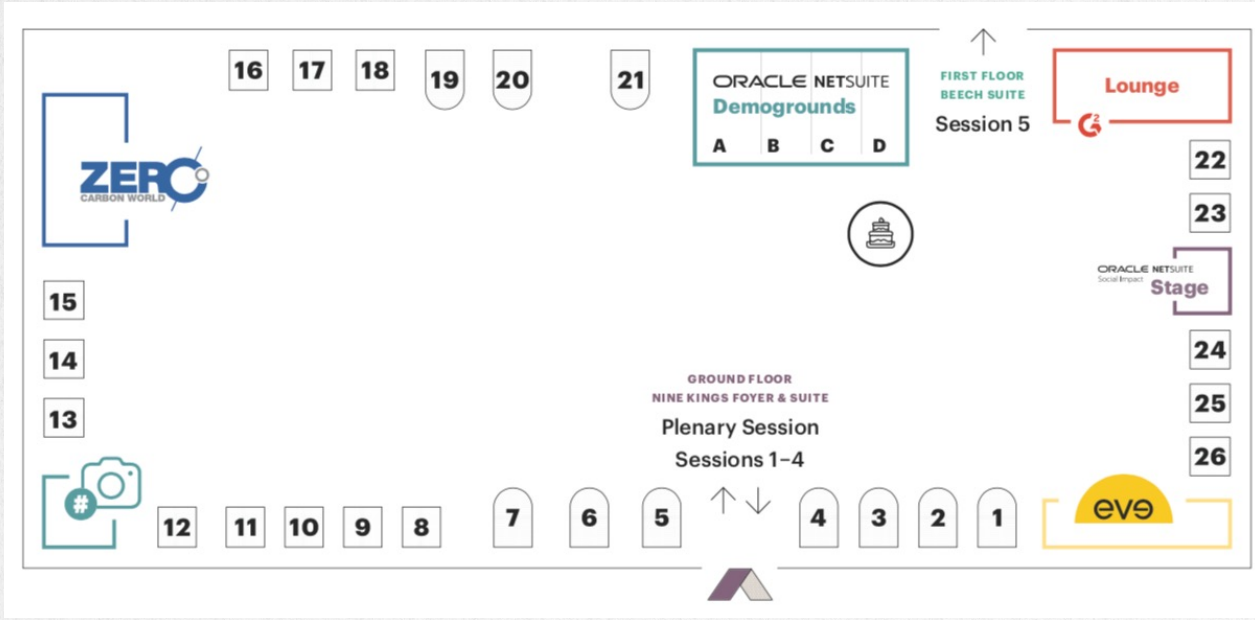 16
17
18
19
20
21
ORACLE NETSUITE
Demogrounds
A
B
C
D
FIRST FLOOR
BEECH SUITE
Session 5
Lounge
G2
22
23
ZERO
CARBON WORLD
ORACLE NETSUITE
Social Impact
Stage
15
14
13
24
25
26
GROUND FLOOR
NINE KINGS FOYER & SUITE
Plenary Session
Sessions 1–4
#
12
11
10
9
8
7
6
5
4
3
2
1
eve